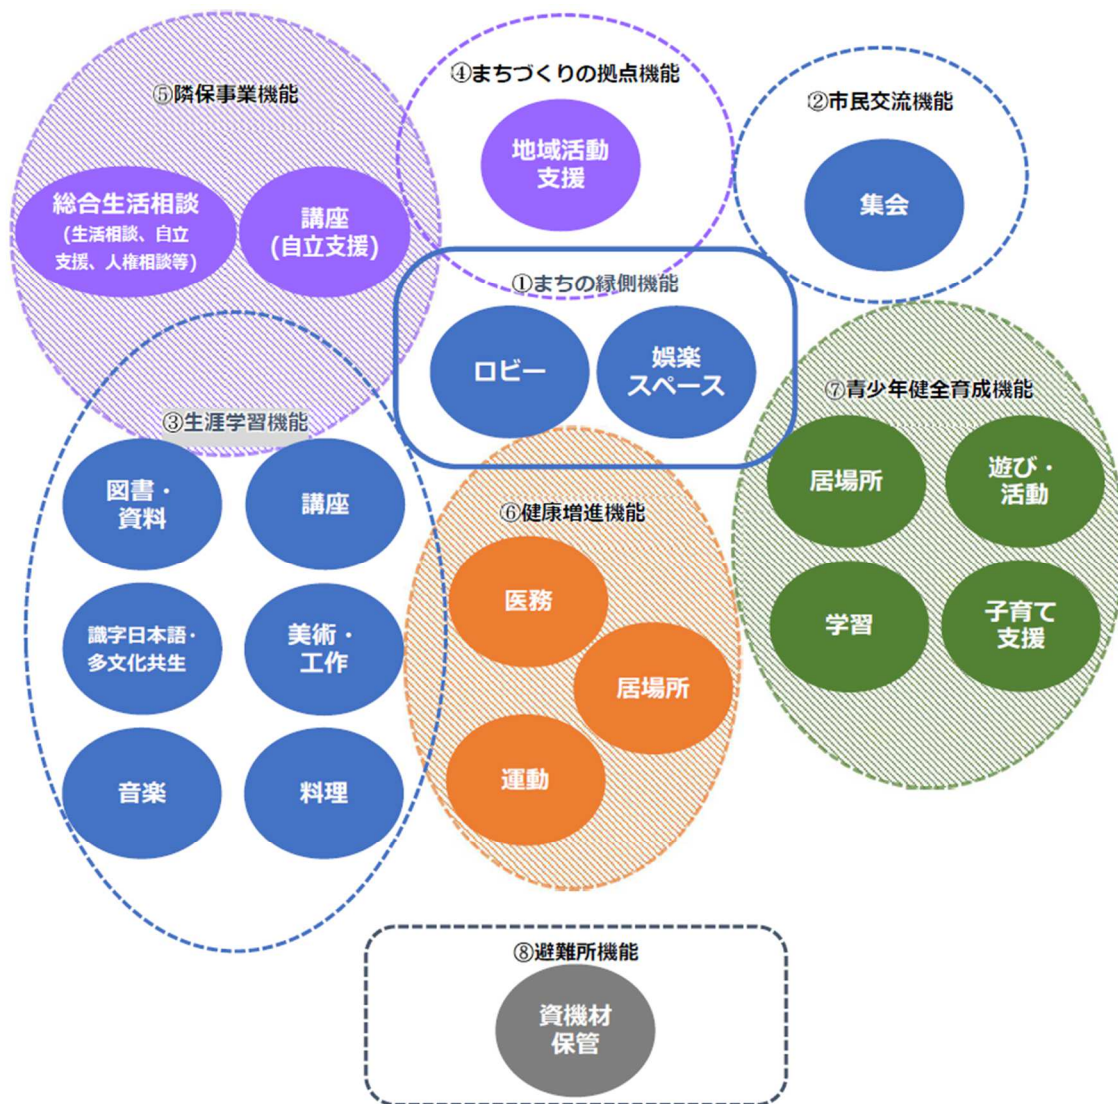 ④まちづくりの拠点機能
地域活動
支援
⑤隣保事業機能
総合生活相談
(生活相談、自立
支援、人権相談等)
講座
(自立支援)
②市民交流機能
集会
①まちの縁側機能
ロビー
娯楽
スペース
③生涯学習機能
図書・
資料
講座
識字日本語・
多文化共生
美術・
工作
音楽
料理
⑥健康増進機能
医務
居場所
運動
⑦青少年健全育成機能
居場所
遊び・
活動
学習
子育て
支援
⑧避難所機能
資機材
保管